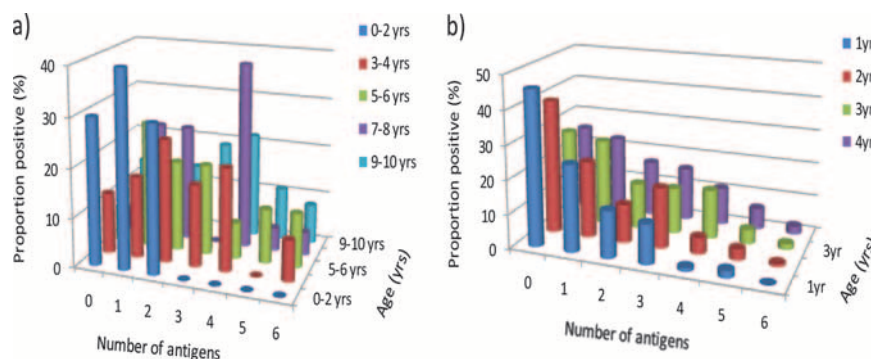 a)
Proportion positive (%)
40
30
20
10
0
0 1 2 3 4 5 6
Number of antigens
0-2 yrs
5-6 yrs
9-10 yrs
Age (yrs)
0-2 yrs
3-4 yrs
5-6 yrs
7-8 yrs
9-10 yrs
b)
Proportion positive (%)
50
40
30
20
10
0
0 1 2 3 4 5 6
Number of antigens
1yr
3yr
Age (yrs)
1yr
2yr
3yr
4yr